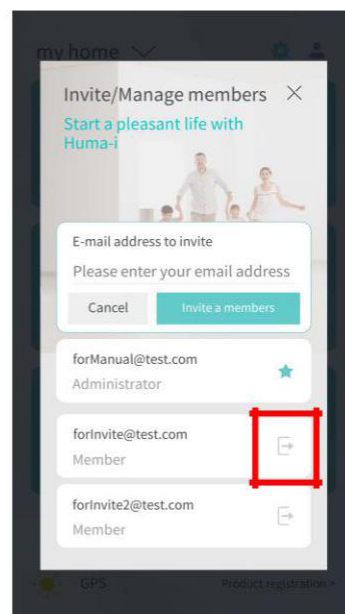 my home
Invite/Manage members
Start a pleasant life with
Huma-i
E-mail address to invite
Please enter your email address
Cancel
Invite a members
forManual@test.com
Administrator
forInvite@test.com
Member
forInvite2@test.com
Member
GPS
Product registration >